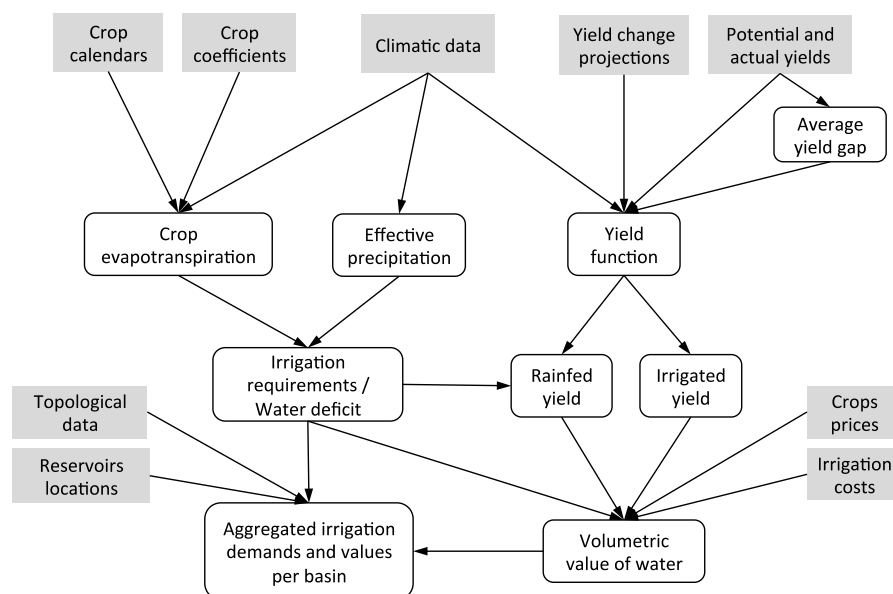 Crop
calendars
Crop
coefficients
Climatic data
Yield change
projections
Potential and
actual yields
Average
yield gap
Crop
evapotranspiration
Effective
precipitation
Yield
function
Irrigation
requirements /
Water deficit
Rainfed
yield
Irrigated
yield
Topological
data
Crops
prices
Reservoirs
locations
Irrigation
costs
Aggregated irrigation
demands and values
per basin
Volumetric
value of water